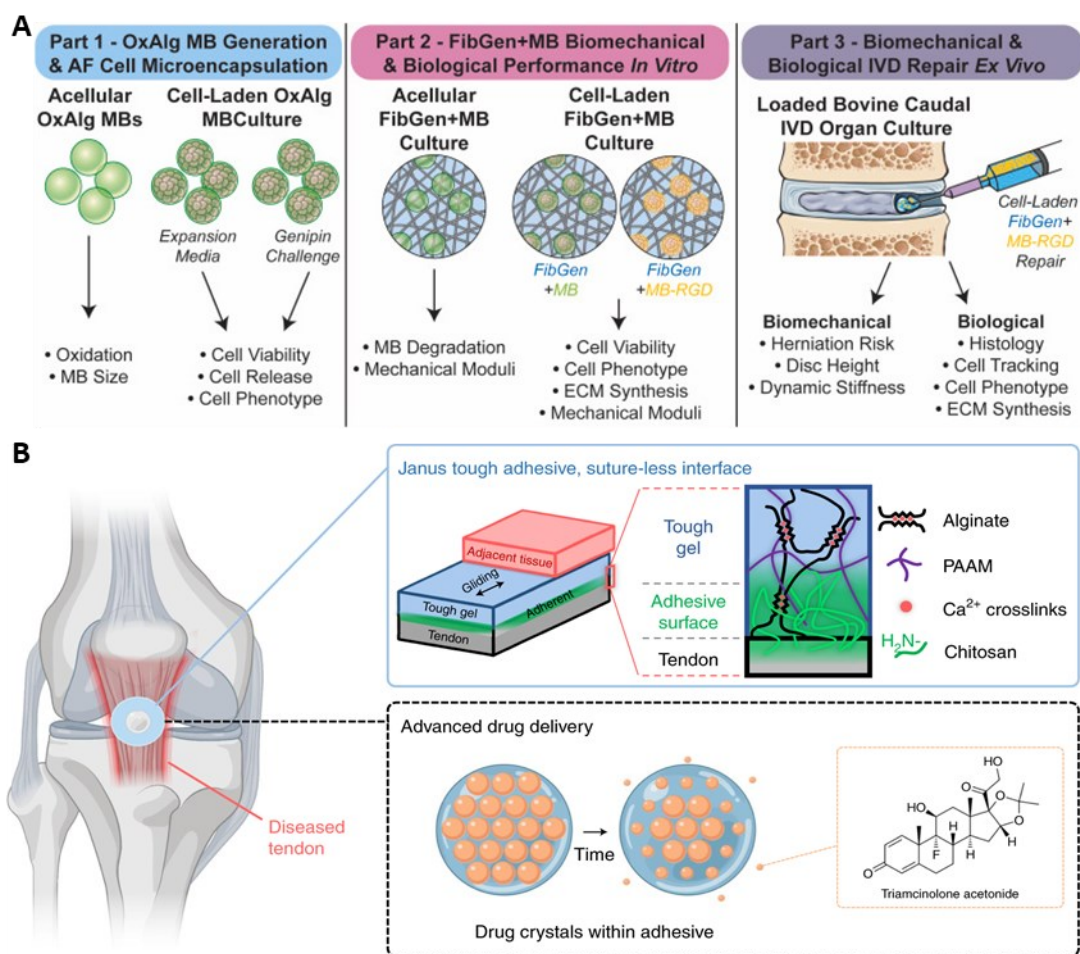 A
Part 1 - OxAlg MB Generation
& AF Cell Microencapsulation
Acellular
OxAlg MBs
Cell-Laden OxAlg
MBCulture
Expansion
Media
Genipin
Challenge
• Oxidation
• MB Size
• Cell Viability
• Cell Release
• Cell Phenotype
Part 2 - FibGen+MB Biomechanical
& Biological Performance In Vitro
Acellular
FibGen+MB
Culture
Cell-Laden
FibGen+MB
Culture
FibGen
+MB
FibGen
+MB-RGD
• MB Degradation
• Mechanical Moduli
• Cell Viability
• Cell Phenotype
• ECM Synthesis
• Mechanical Moduli
Part 3 - Biomechanical &
Biological IVD Repair Ex Vivo
Loaded Bovine Caudal
IVD Organ Culture
Cell-Laden
FibGen+
MB-RGD
Repair
Biomechanical
• Herniation Risk
• Disc Height
• Dynamic Stiffness
Biological
• Histology
• Cell Tracking
• Cell Phenotype
• ECM Synthesis
B
Janus tough adhesive, suture-less interface
Adjacent tissue
Gliding
Tough gel
Adherent
Tendon
Tough
gel
Adhesive
surface
Tendon
Alginate
PAAM
Ca²⁺ crosslinks
H₂N-
Chitosan
Diseased
tendon
Advanced drug delivery
Time
Drug crystals within adhesive
HO
O
O
HO
O
H
F
H
H
O
Triamcinolone acetonide